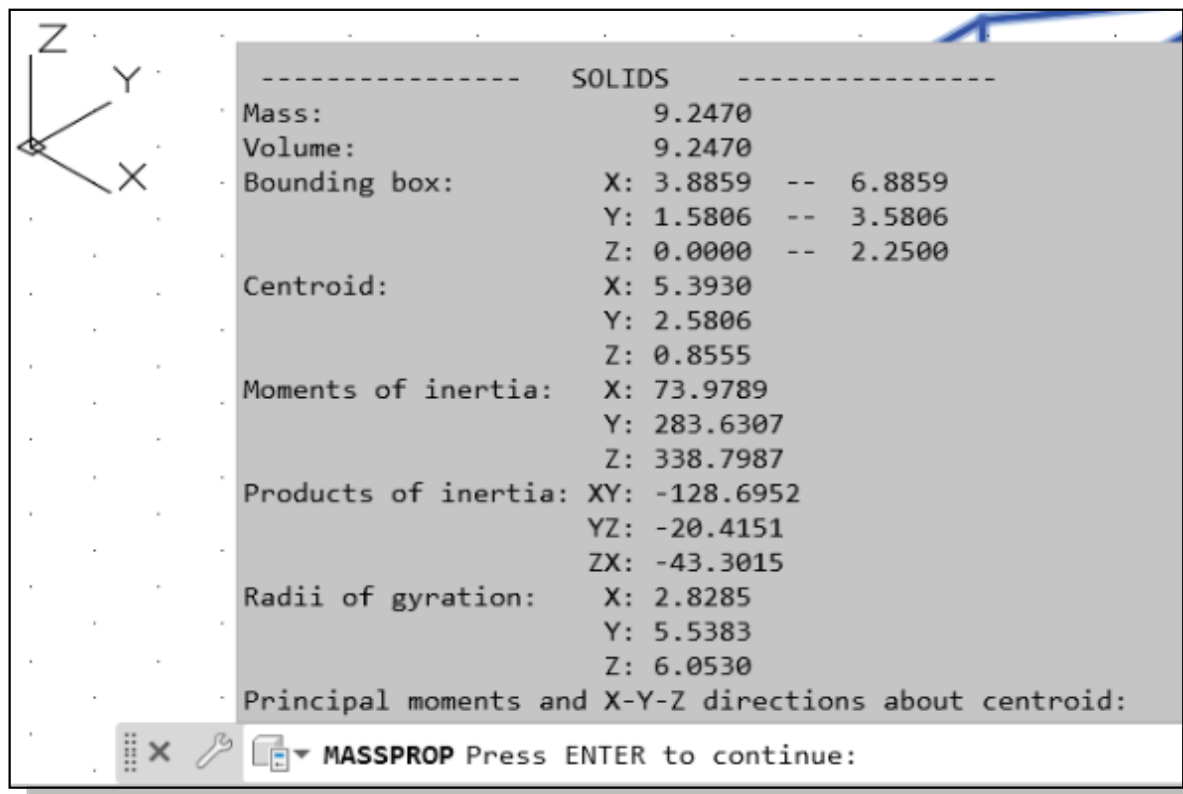 Z
Y
X
---------------- SOLIDS ----------------
Mass: 9.2470
Volume: 9.2470
Bounding box: X: 3.8859 -- 6.8859
Y: 1.5806 -- 3.5806
Z: 0.0000 -- 2.2500
Centroid: X: 5.3930
Y: 2.5806
Z: 0.8555
Moments of inertia: X: 73.9789
Y: 283.6307
Z: 338.7987
Products of inertia: XY: -128.6952
YZ: -20.4151
ZX: -43.3015
Radii of gyration: X: 2.8285
Y: 5.5383
Z: 6.0530
Principal moments and X-Y-Z directions about centroid:
MASSPROP Press ENTER to continue: